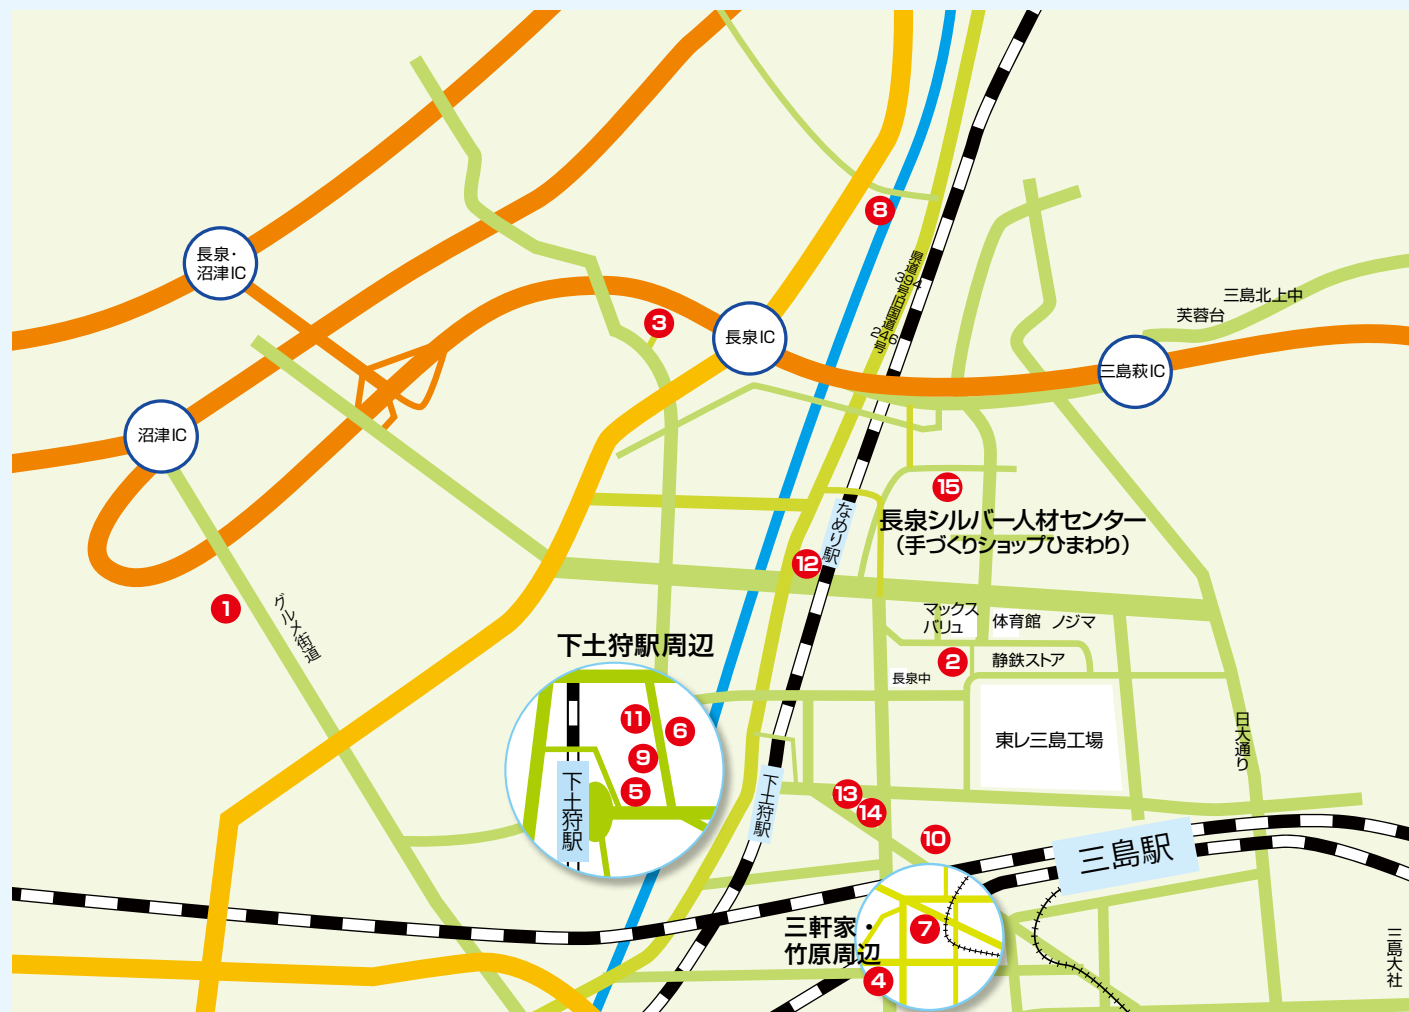 8
長泉・
沼津IC
県道394号旧国道246号
三島北上中
芙蓉台
3
長泉IC
三島萩IC
沼津IC
15
長泉シルバー人材センター
（手づくりショップひまわり）
なめり駅
12
1
グルメ街道
マックス
バリュ
体育館
ノジマ
2
静鉄ストア
長泉中
下土狩駅周辺
11
6
9
5
下土狩駅
東レ三島工場
日大通り
下土狩駅
13
14
10
三島駅
三軒家・
竹原周辺
7
4
三島大社